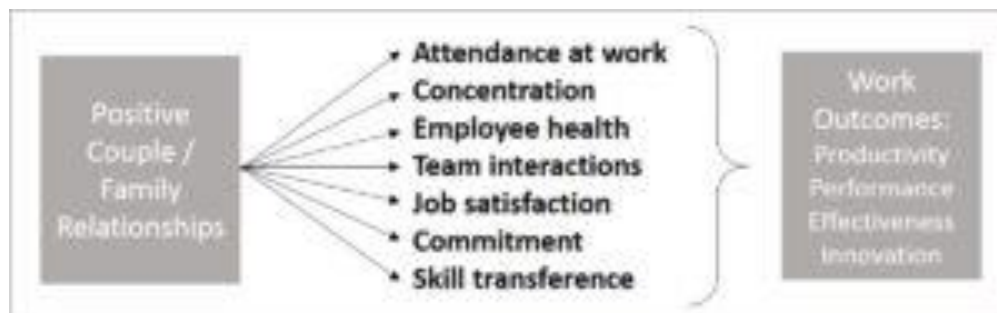 Positive
Couple /
Family
Relationships
Attendance at work
Concentration
Employee health
Team interactions
Job satisfaction
Commitment
Skill transference
Work
Outcomes:
Productivity
Performance
Effectiveness
Innovation